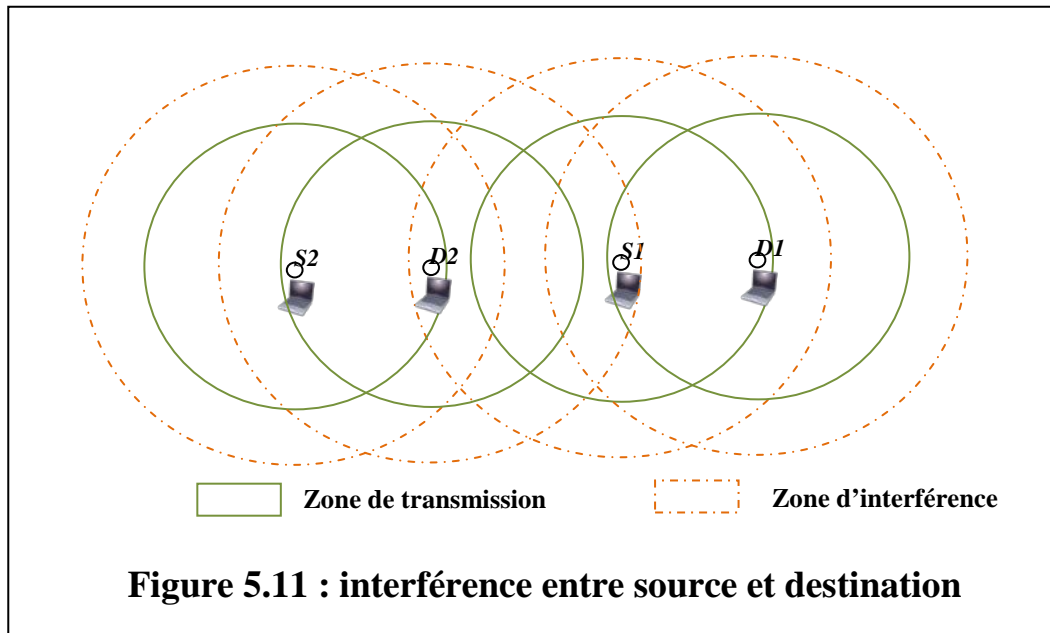 S2
D2
S1
D1
Zone de transmission
Zone d'interférence
Figure 5.11 : interférence entre source et destination